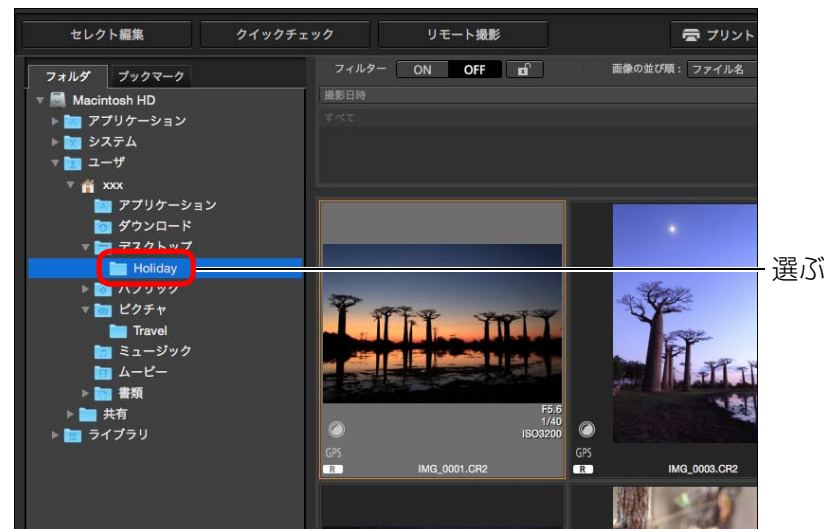 セレクト編集 クイックチェック リモート撮影 プリント
フォルダ ブックマーク フィルター ON OFF 画像の並び順： ファイル名
Macintosh HD 撮影日時
アプリケーション すべて
システム
ユーザ
xxx
アプリケーション
ダウンロード
デスクトップ
Holiday 選ぶ
パブリック
ピクチャ
Travel
ミュージック
ムービー
書類
共有 F5.6
1/40
ライブラリ ISO3200
GPS GPS
R IMG_0001.CR2 R IMG_0003.CR2